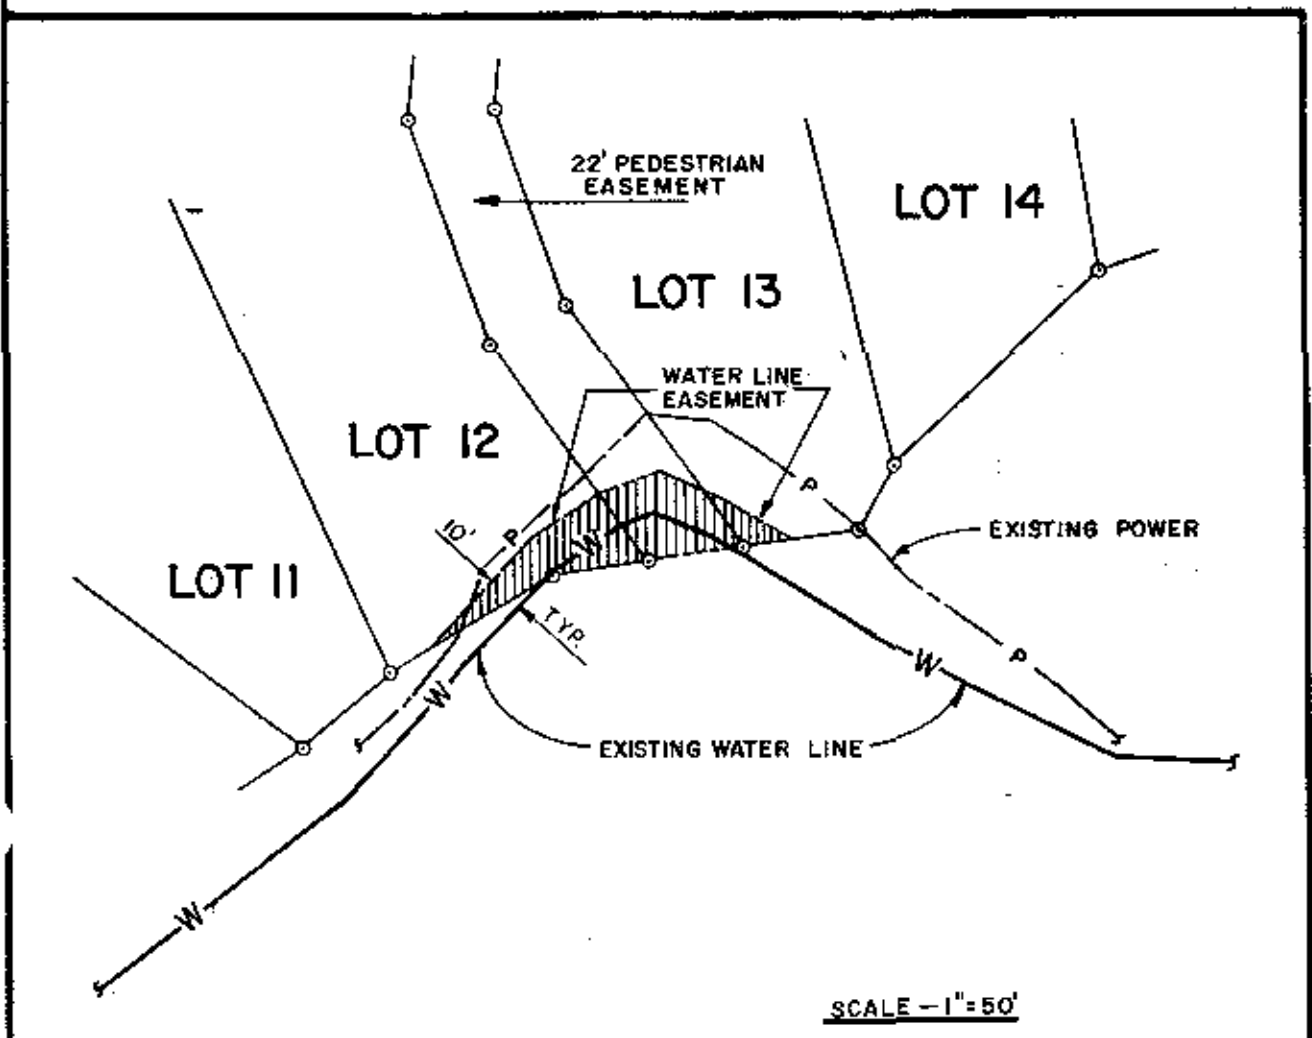 22' PEDESTRIAN
EASEMENT
LOT 14
LOT 13
WATER LINE
EASEMENT
LOT 12
P
10'
P
W
EXISTING POWER
LOT 11
TYP.
W
P
W
EXISTING WATER LINE
W
SCALE - 1" = 50'